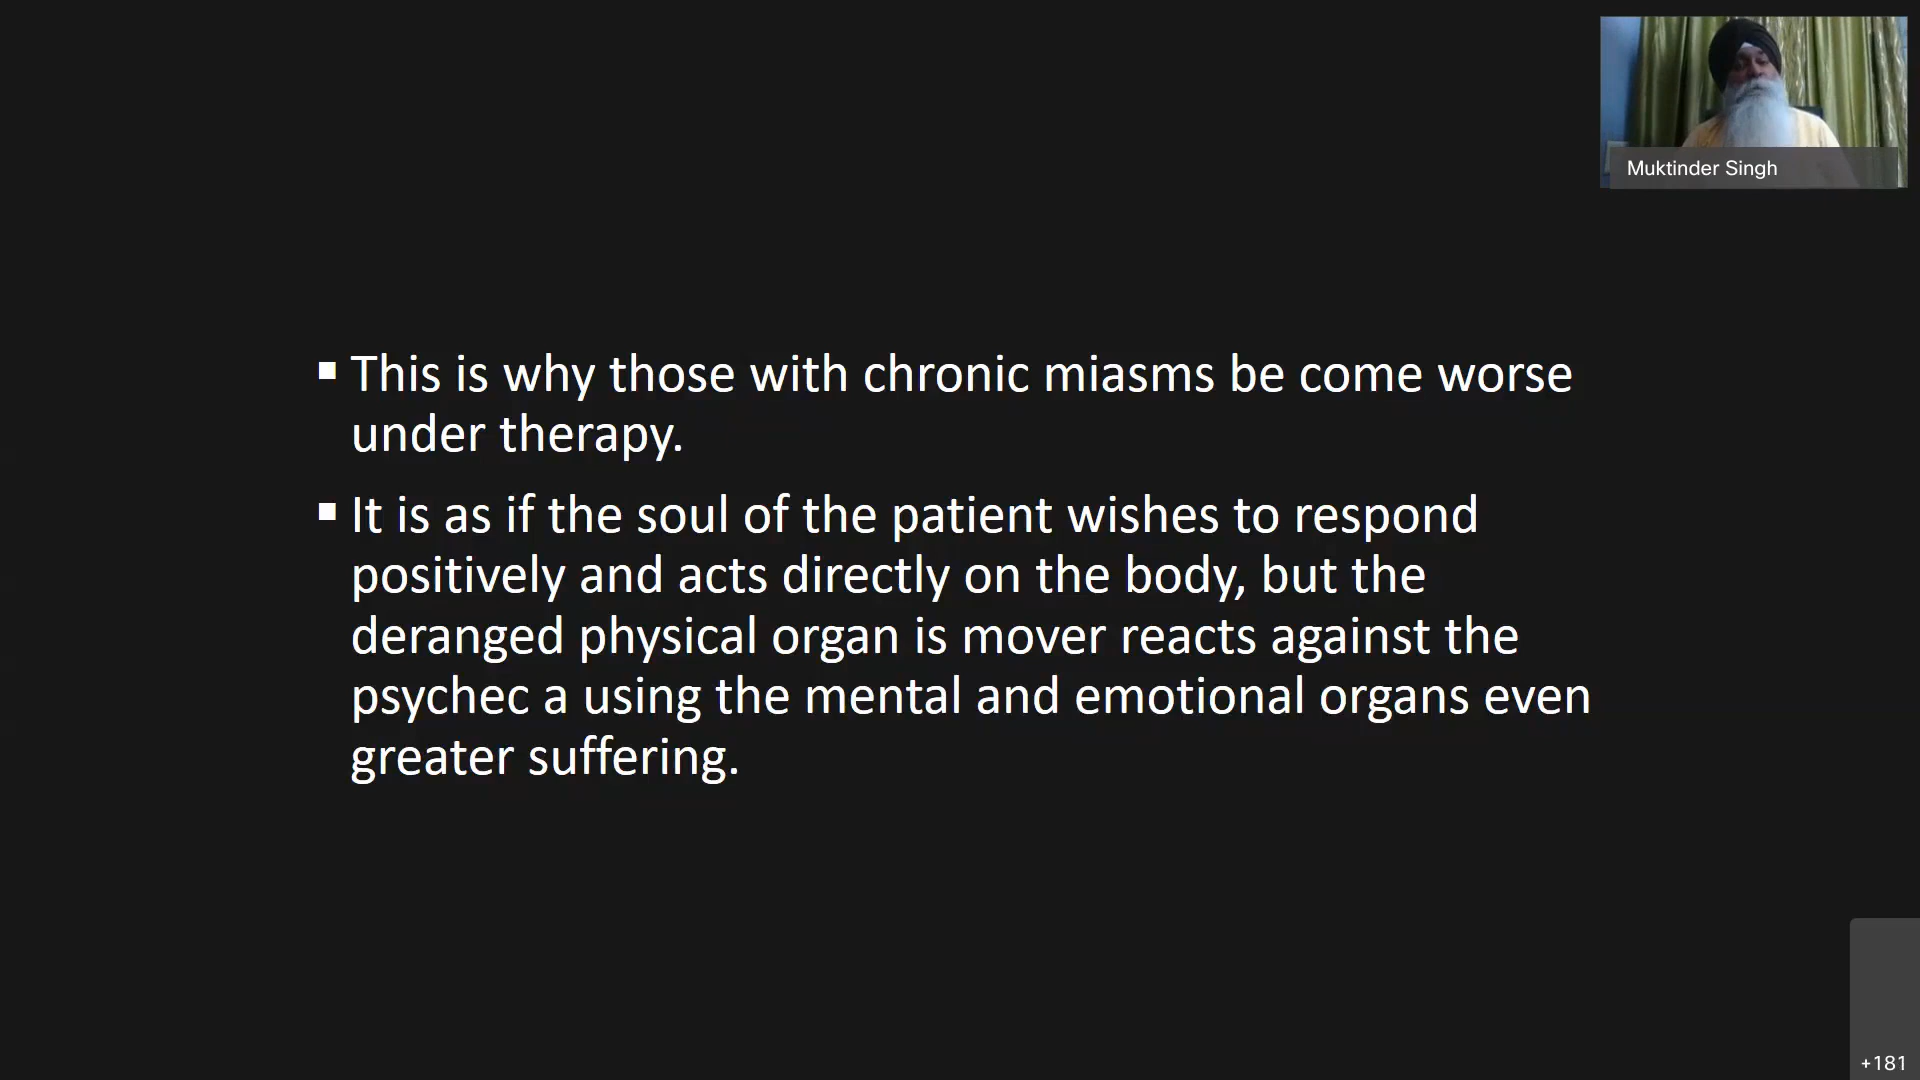 Muktinder Singh
▪ This is why those with chronic miasms be come worse
under therapy.
▪ It is as if the soul of the patient wishes to respond
positively and acts directly on the body, but the
deranged physical organ is mover reacts against the
psychec a using the mental and emotional organs even
greater suffering.
+181